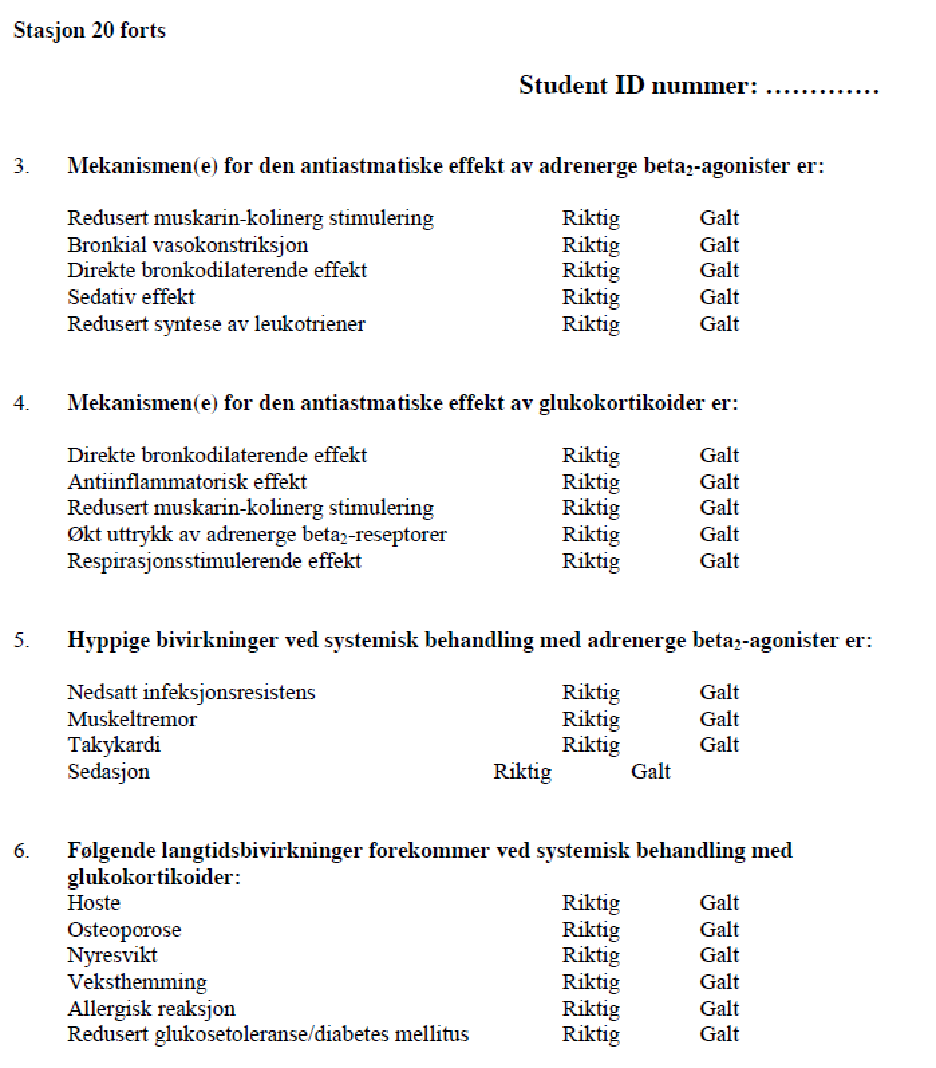 Stasjon 20 forts
Student ID nummer: ………….
3. Mekanismen(e) for den antiastmatiske effekt av adrenerge beta₂-agonister er:
Redusert muskarin-kolinerg stimulering Riktig Galt
Bronkial vasokonstriksjon Riktig Galt
Direkte bronkodilaterende effekt Riktig Galt
Sedativ effekt Riktig Galt
Redusert syntese av leukotriener Riktig Galt
4. Mekanismen(e) for den antiastmatiske effekt av glukokortikoider er:
Direkte bronkodilaterende effekt Riktig Galt
Antiinflammatorisk effekt Riktig Galt
Redusert muskarin-kolinerg stimulering Riktig Galt
Økt uttrykk av adrenerge beta₂-reseptorer Riktig Galt
Respirasjonsstimulerende effekt Riktig Galt
5. Hyppige bivirkninger ved systemisk behandling med adrenerge beta₂-agonister er:
Nedsatt infeksjonsresistens Riktig Galt
Muskeltremor Riktig Galt
Takykardi Riktig Galt
Sedasjon Riktig Galt
6. Følgende langtidsbivirkninger forekommer ved systemisk behandling med
glukokortikoider:
Hoste Riktig Galt
Osteoporose Riktig Galt
Nyresvikt Riktig Galt
Veksthemming Riktig Galt
Allergisk reaksjon Riktig Galt
Redusert glukosetoleranse/diabetes mellitus Riktig Galt